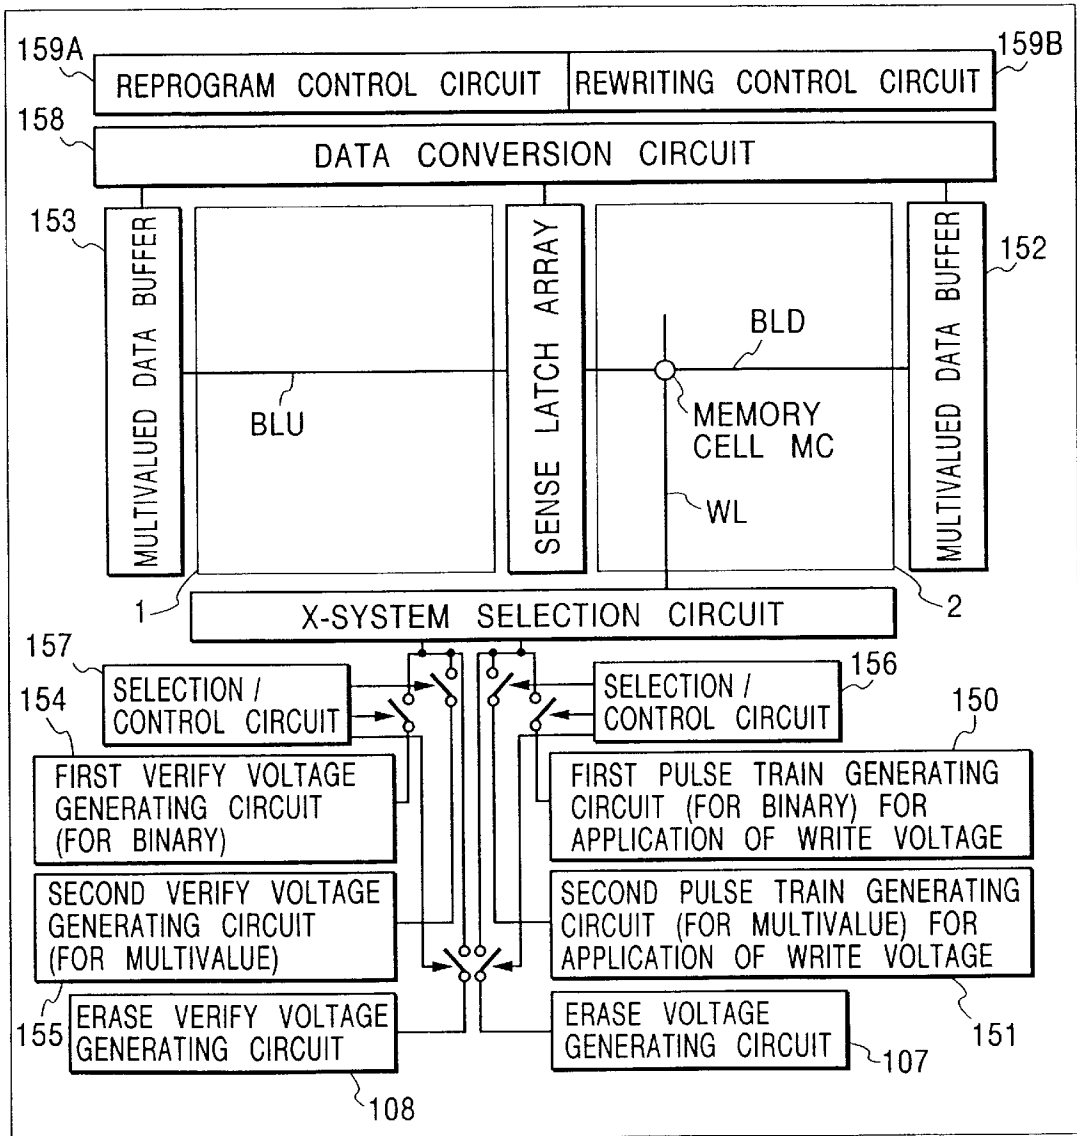 159A
159B
REPROGRAM CONTROL CIRCUIT
REWRITING CONTROL CIRCUIT
158
DATA CONVERSION CIRCUIT
153
MULTIVALUED DATA BUFFER
SENSE LATCH ARRAY
MULTIVALUED DATA BUFFER
152
BLU
BLD
MEMORY
CELL MC
WL
1
2
X-SYSTEM SELECTION CIRCUIT
157
SELECTION /
CONTROL CIRCUIT
156
SELECTION /
CONTROL CIRCUIT
154
FIRST VERIFY VOLTAGE
GENERATING CIRCUIT
(FOR BINARY)
150
FIRST PULSE TRAIN GENERATING
CIRCUIT (FOR BINARY) FOR
APPLICATION OF WRITE VOLTAGE
SECOND VERIFY VOLTAGE
GENERATING CIRCUIT
(FOR MULTIVALUE)
155
SECOND PULSE TRAIN GENERATING
CIRCUIT (FOR MULTIVALUE) FOR
APPLICATION OF WRITE VOLTAGE
151
ERASE VERIFY VOLTAGE
GENERATING CIRCUIT
108
ERASE VOLTAGE
GENERATING CIRCUIT
107